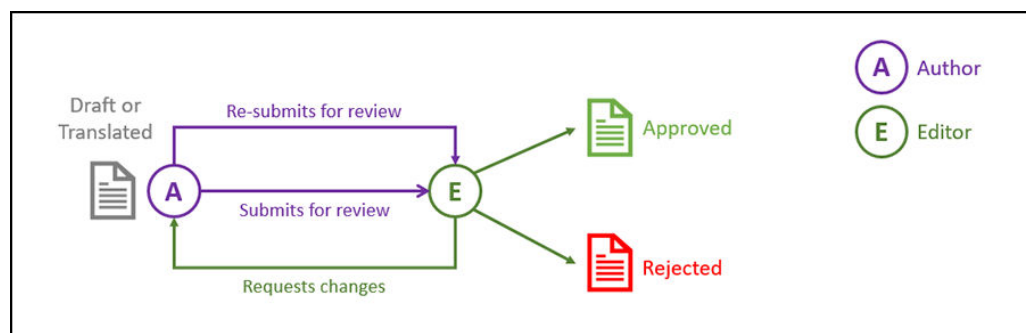 Draft or
Translated
A
Re-submits for review
Submits for review
Requests changes
E
Approved
Rejected
A Author
E Editor